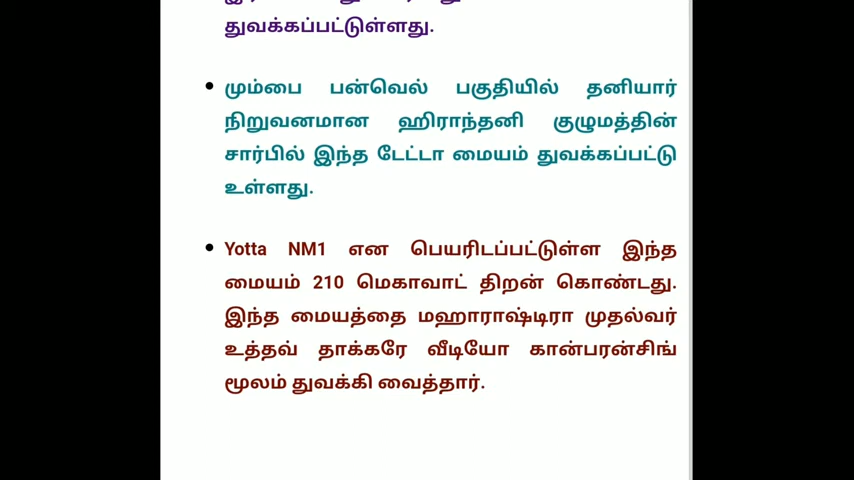 துவக்கப்பட்டுள்ளது.
மும்பை பன்வெல் பகுதியில் தனியார்
நிறுவனமான ஹிராந்தனி குழுமத்தின்
சார்பில் இந்த டேட்டா மையம் துவக்கப்பட்டு
உள்ளது.
Yotta NM1 என பெயரிடப்பட்டுள்ள இந்த
மையம் 210 மெகாவாட் திறன் கொண்டது.
இந்த மையத்தை மஹாராஷ்டிரா முதல்வர்
உத்தவ் தாக்கரே வீடியோ கான்பரன்சிங்
மூலம் துவக்கி வைத்தார்.